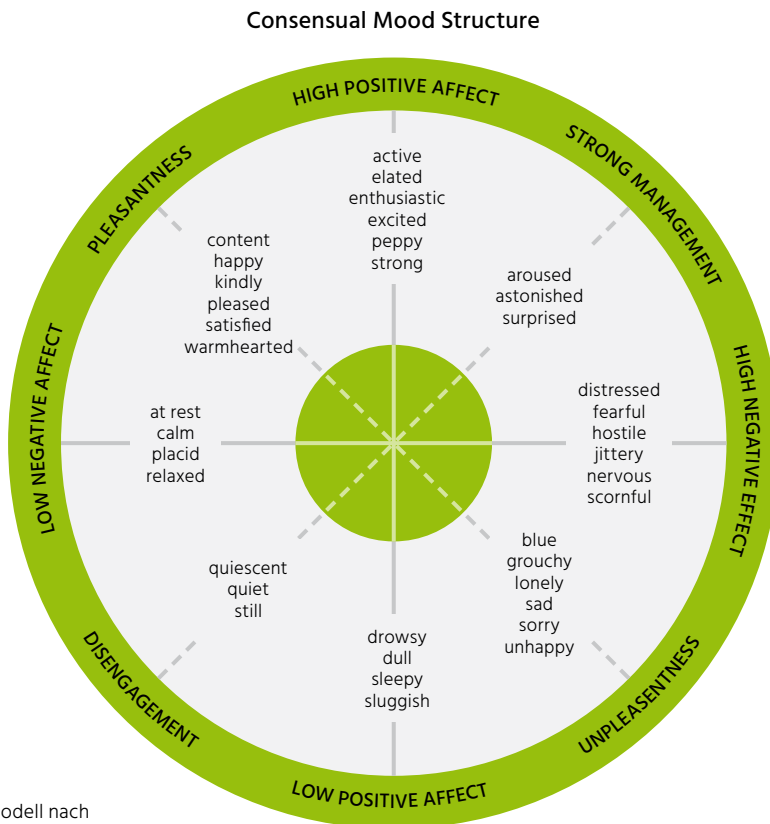 Consensual Mood Structure
HIGH POSITIVE AFFECT
STRONG MANAGEMENT
PLEASANTNESS
active
elated
enthusiastic
excited
peppy
strong
content
happy
kindly
pleased
satisfied
warmhearted
aroused
astonished
surprised
LOW NEGATIVE AFFECT
HIGH NEGATIVE EFFECT
at rest
calm
placid
relaxed
distressed
fearful
hostile
jittery
nervous
scornful
quiescent
quiet
still
blue
grouchy
lonely
sad
sorry
unhappy
drowsy
dull
sleepy
sluggish
DISENGAGEMENT
UNPLEASENTNESS
LOW POSITIVE AFFECT
odell nach